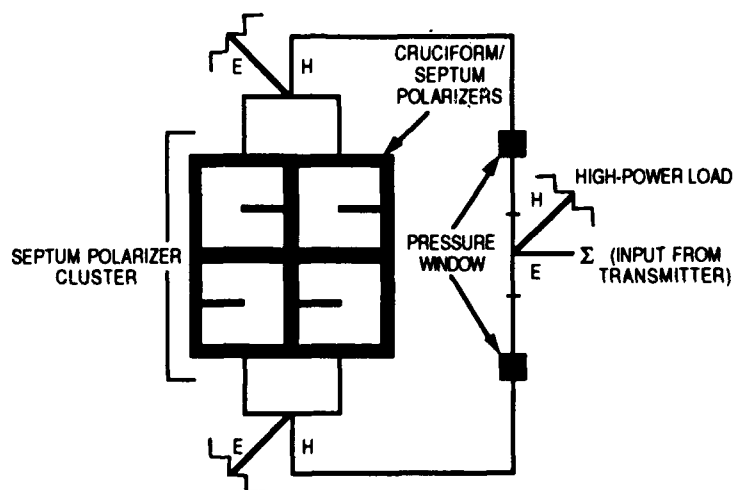 E
H
CRUCIFORM/
SEPTUM
POLARIZERS
HIGH-POWER LOAD
H
SEPTUM POLARIZER
CLUSTER
PRESSURE
WINDOW
Σ (INPUT FROM
TRANSMITTER)
E
E
H